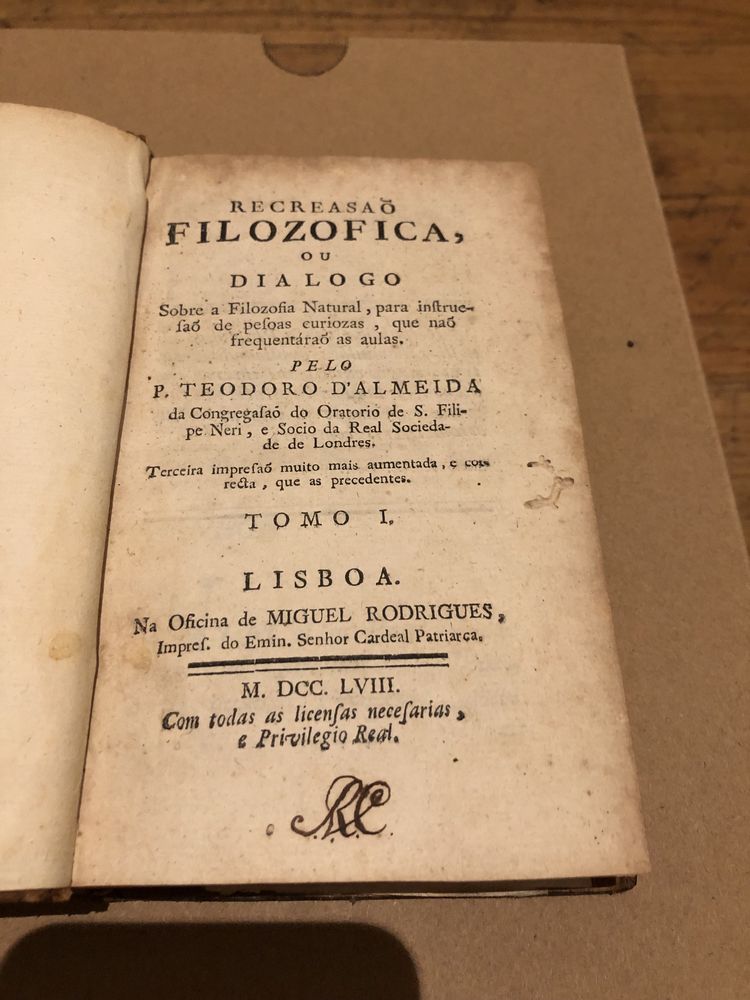 RECREASAÕ
FILOZOFICA,
OU
DIALOGO
Sobre a Filozofia Natural, para inſtruc-
ſaõ de peſoas curiozas, que naõ
frequentáraõ as aulas.
PELO
P. TEODORO D'ALMEIDA
da Congregaſaõ do Oratorio de S. Fili-
pe Neri, e Socio da Real Socieda-
de de Londres.
Terceira impreſaõ muito mais aumentada, e cor-
recta, que as precedentes.
TOMO I.
LISBOA.
Na Oficina de MIGUEL RODRIGUES,
Impreſ. do Emin. Senhor Cardeal Patriarca.
M. DCC. LVIII.
Com todas as licenſas neceſarias,
e Privilegio Real.